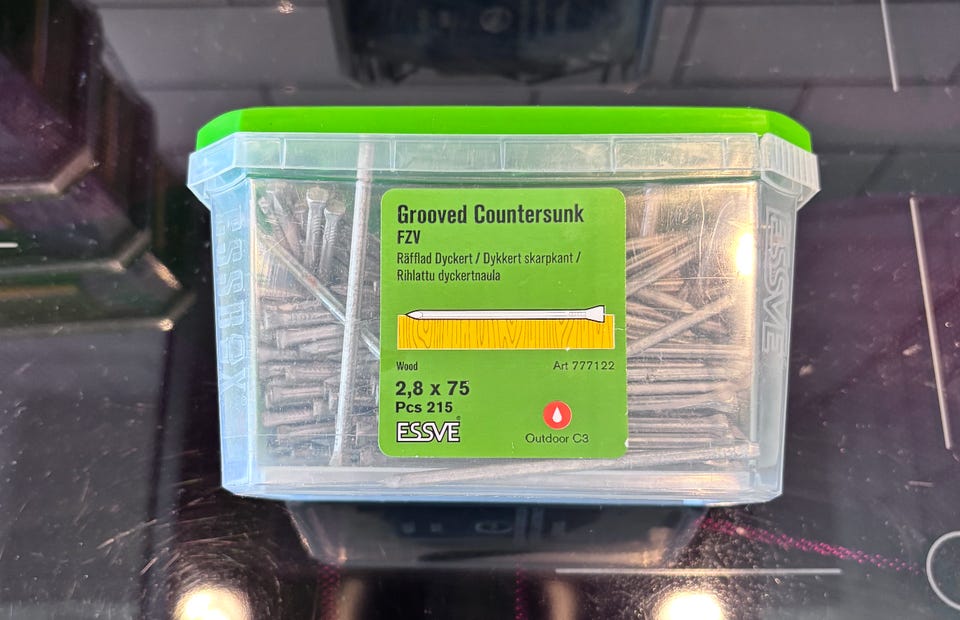 Grooved Countersunk
FZV
Räfflad Dyckert / Dykkert skarpkant /
Rihlattu dyckertnaula
Wood
Art 777122
2,8 x 75
Pcs 215
ESSVE
Outdoor C3
ESSBOX
ESSVE